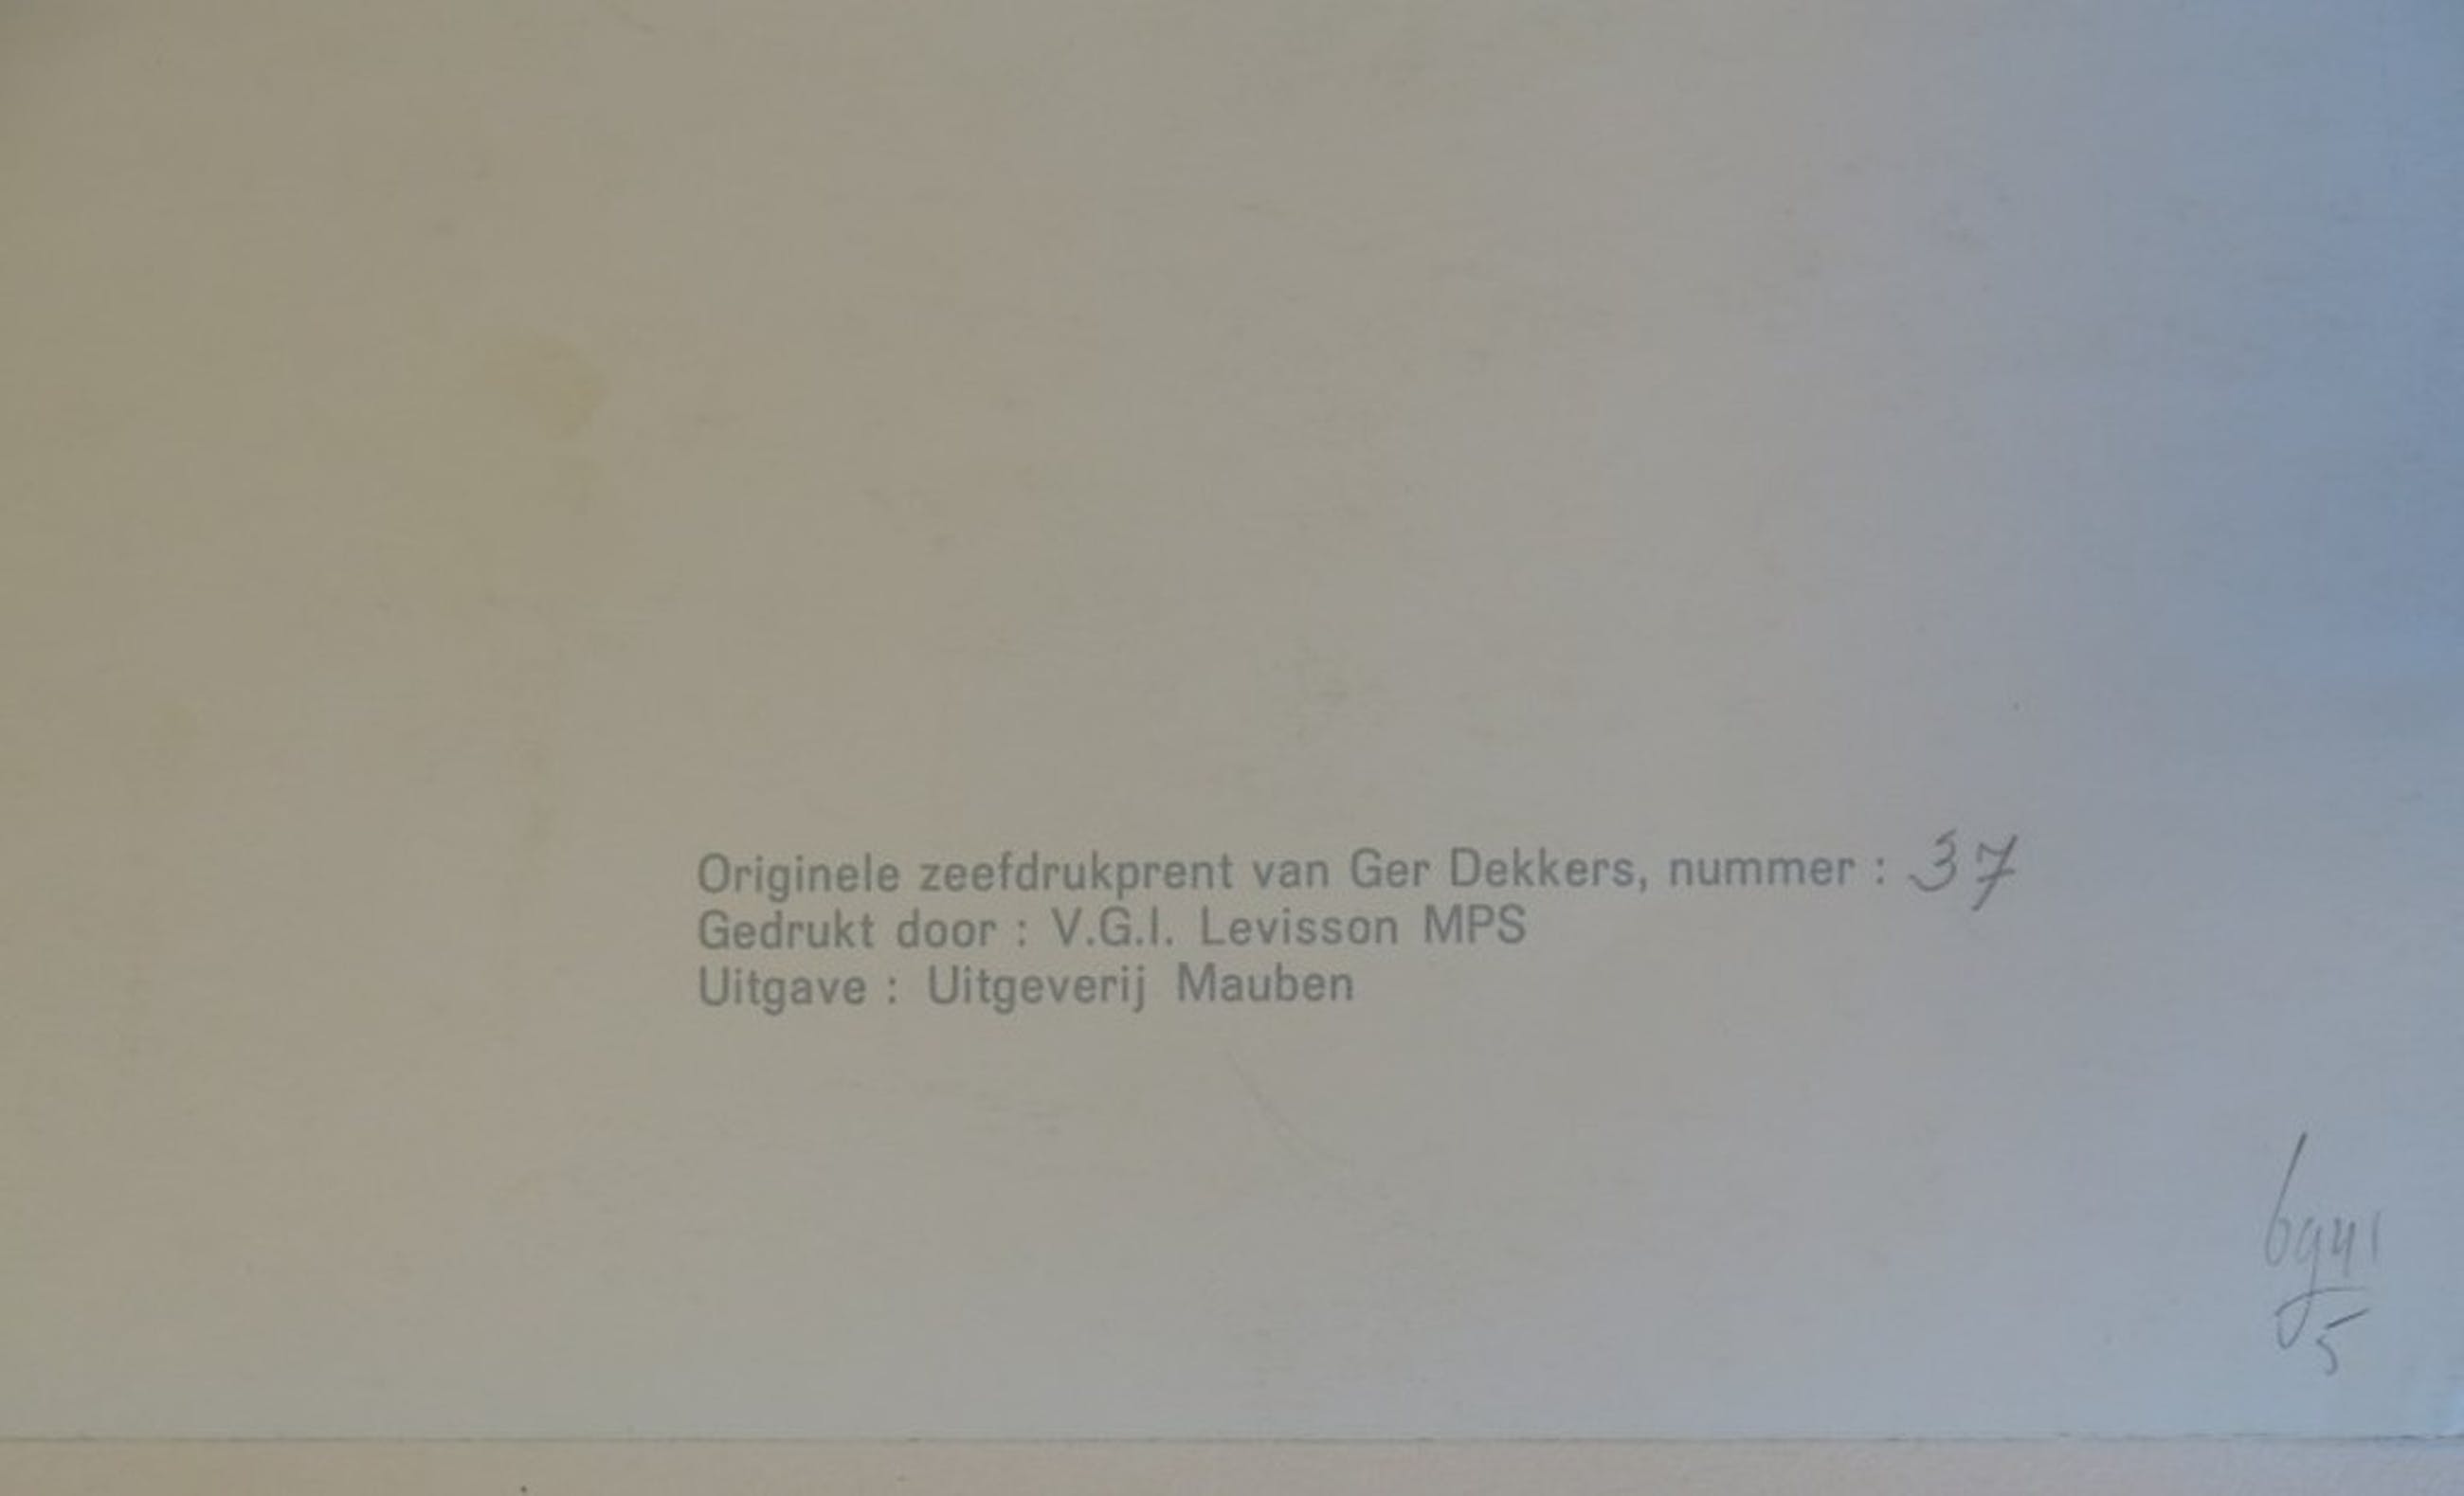 Originele zeefdrukprent van Ger Dekkers, nummer : 37
Gedrukt door : V.G.I. Levisson MPS
Uitgave : Uitgeverij Mauben